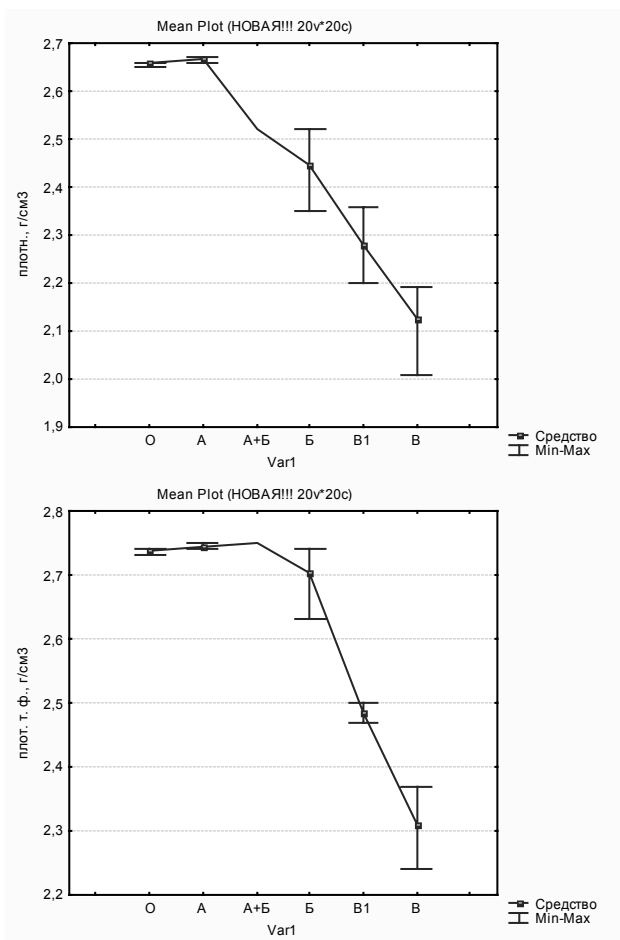 Mean Plot (НОВАЯ!!! 20v*20c)
2,7
2,6
2,5
2,4
2,3
2,2
2,1
2,0
1,9
плотн., г/см3
О А А+Б Б В1 В
Var1
Средство
Min-Max
Mean Plot (НОВАЯ!!! 20v*20c)
2,8
2,7
2,6
2,5
2,4
2,3
2,2
плот. т. ф., г/см3
О А А+Б Б В1 В
Var1
Средство
Min-Max